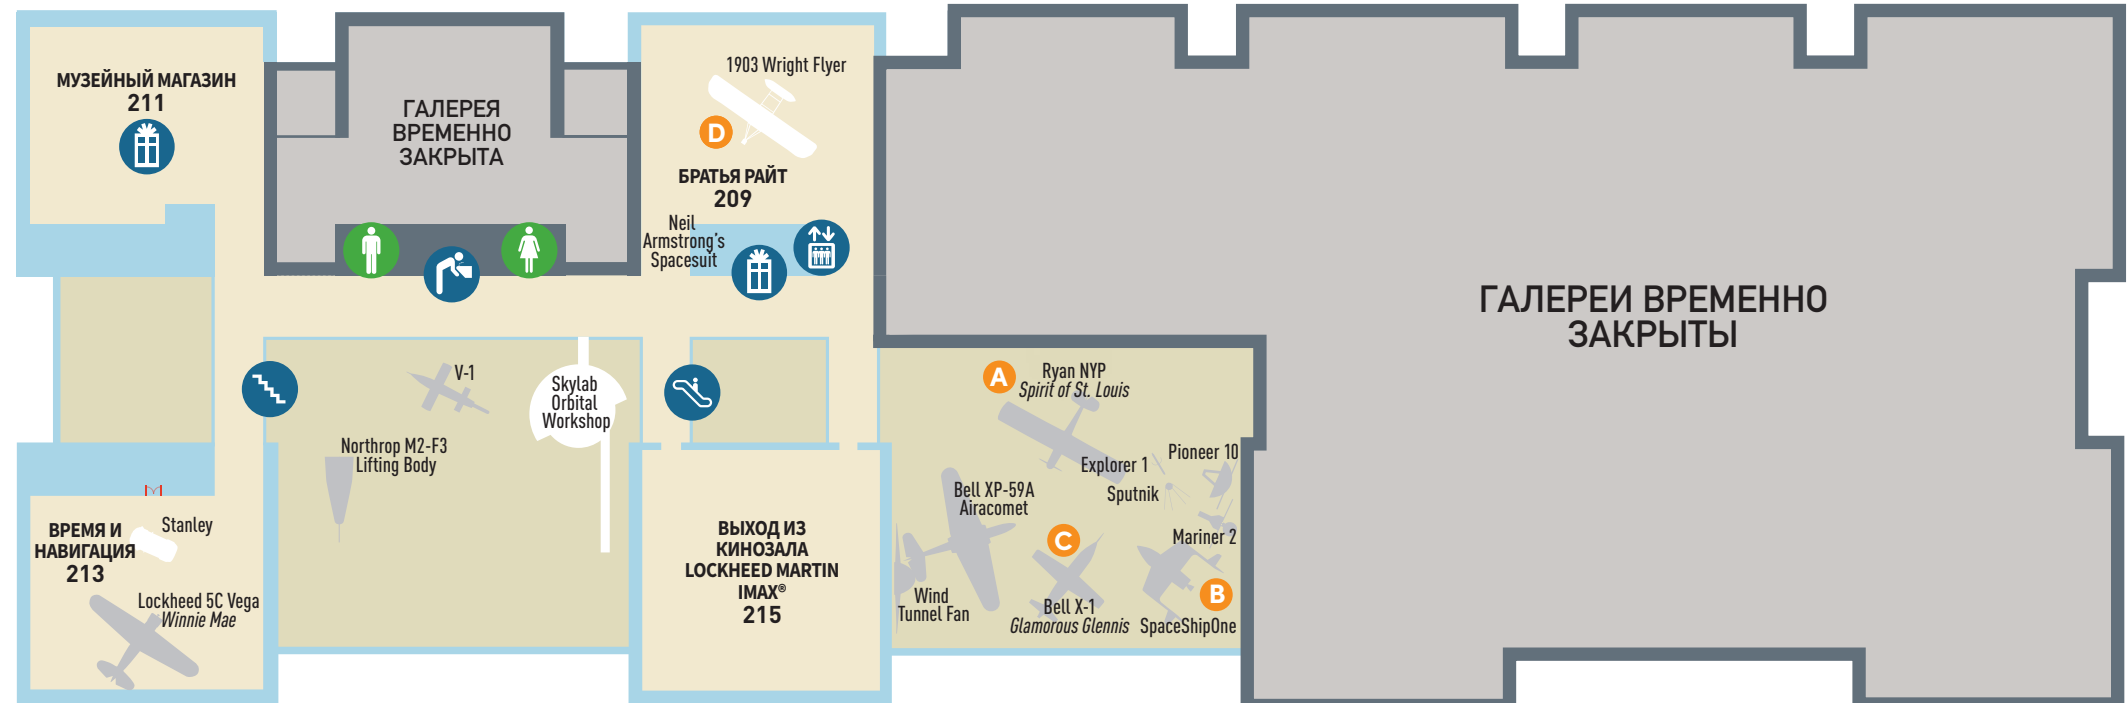 МУЗЕЙНЫЙ МАГАЗИН
211
ГАЛЕРЕЯ
ВРЕМЕННО
ЗАКРЫТА
1903 Wright Flyer
D
БРАТЬЯ РАЙТ
209
Neil
Armstrong's
Spacesuit
ГАЛЕРЕИ ВРЕМЕННО
ЗАКРЫТЫ
V-1
Skylab
Orbital
Workshop
Northrop M2-F3
Lifting Body
A
Ryan NYP
Spirit of St. Louis
Explorer 1
Pioneer 10
Sputnik
Bell XP-59A
Airacomet
Mariner 2
C
B
Wind
Tunnel Fan
Bell X-1
Glamorous Glennis
SpaceShipOne
ВРЕМЯ И
НАВИГАЦИЯ
213
Stanley
Lockheed 5C Vega
Winnie Mae
ВЫХОД ИЗ
КИНОЗАЛА
LOCKHEED MARTIN
IMAX®
215